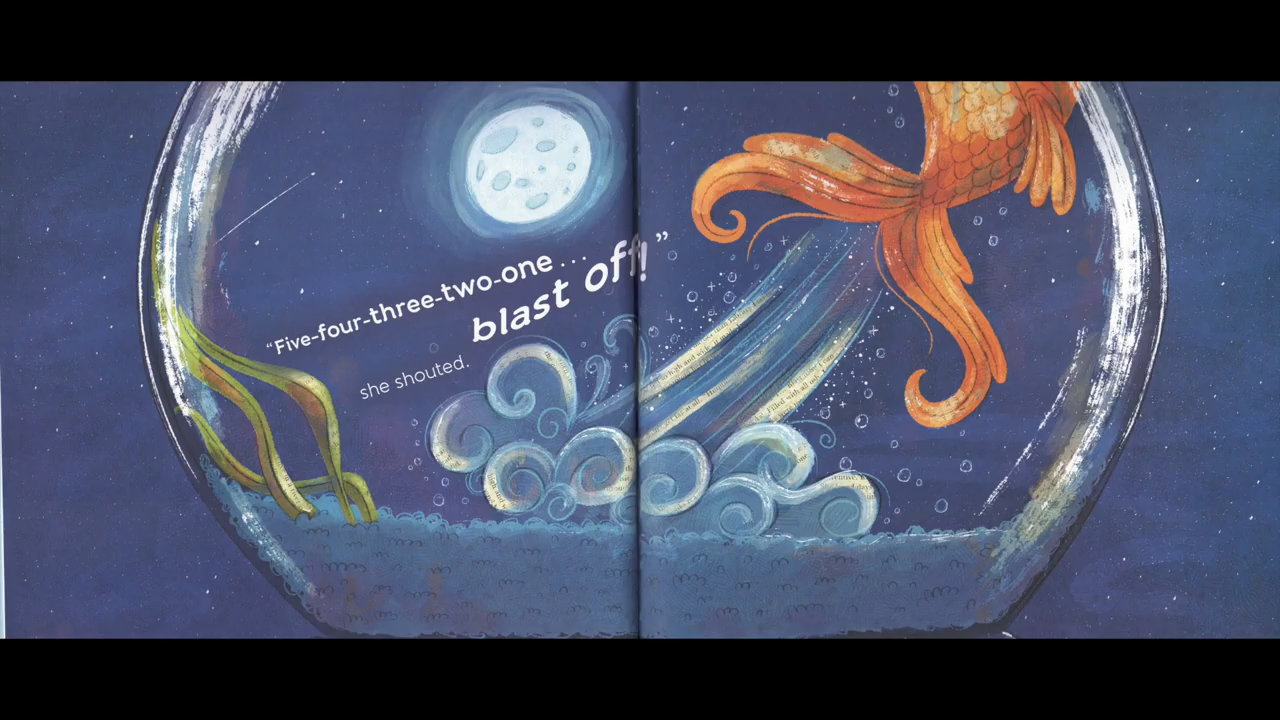 “Five-four-three-two-one...
blast off!”
she shouted.